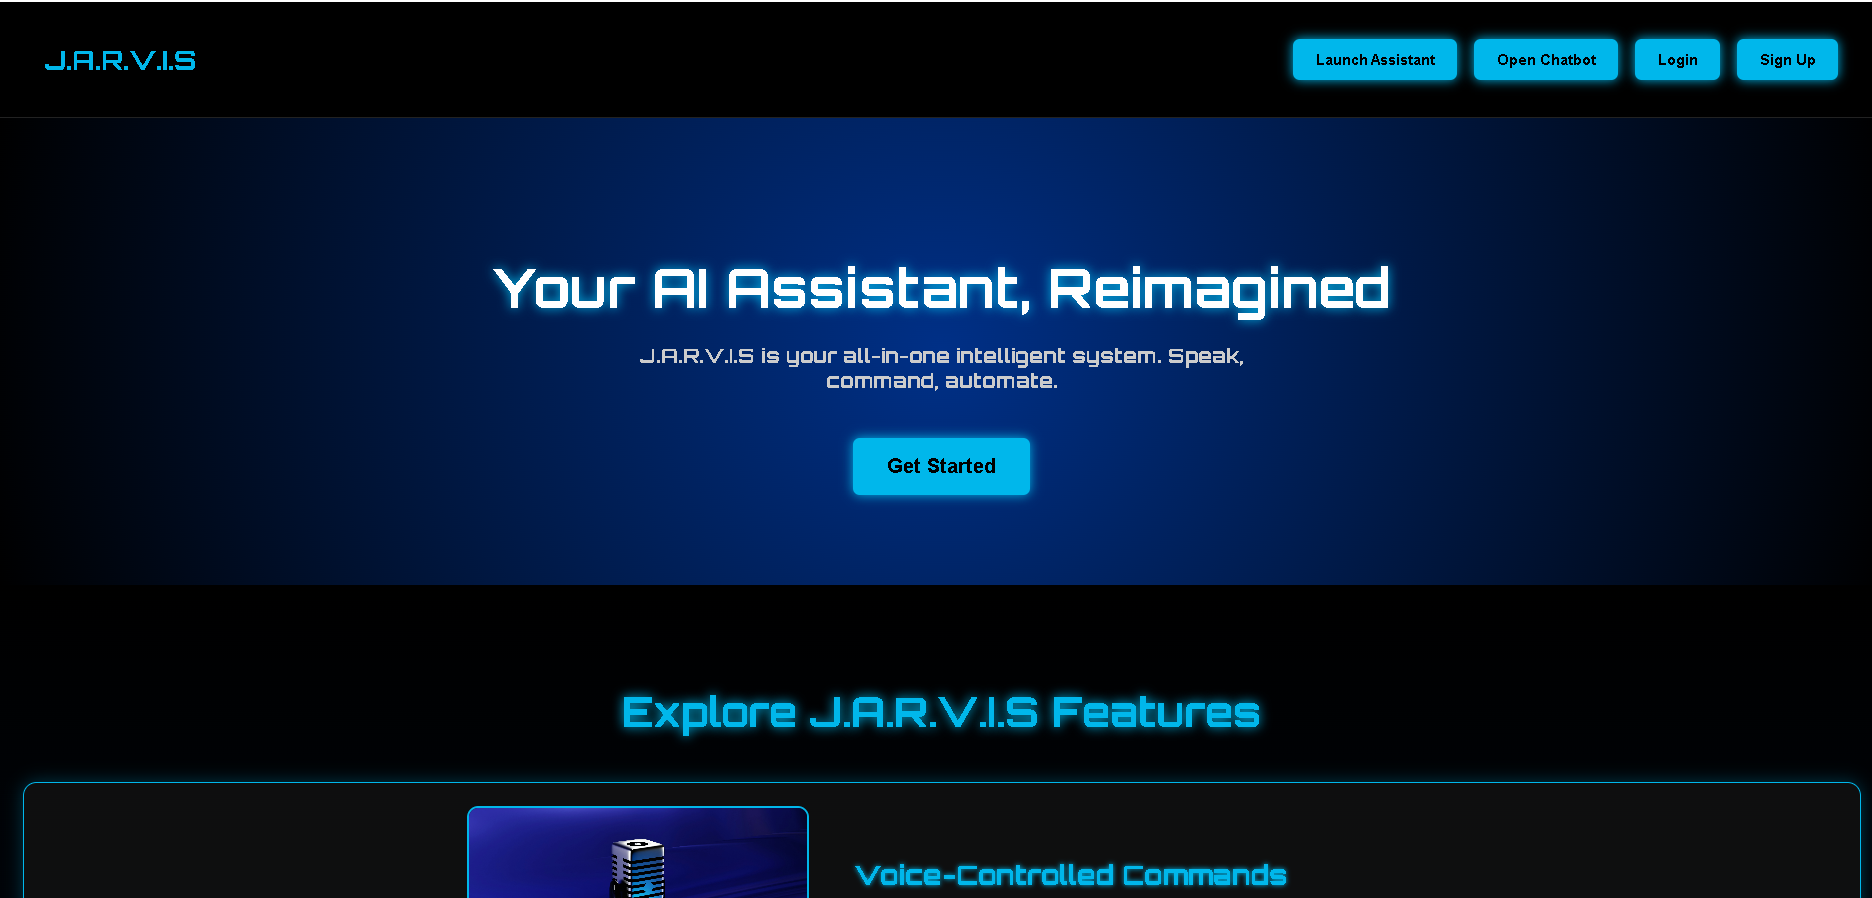 J.A.R.V.I.S
Launch Assistant
Open Chatbot
Login
Sign Up
Your AI Assistant, Reimagined
J.A.R.V.I.S is your all-in-one intelligent system. Speak,
command, automate.
Get Started
Explore J.A.R.V.I.S Features
Voice-Controlled Commands